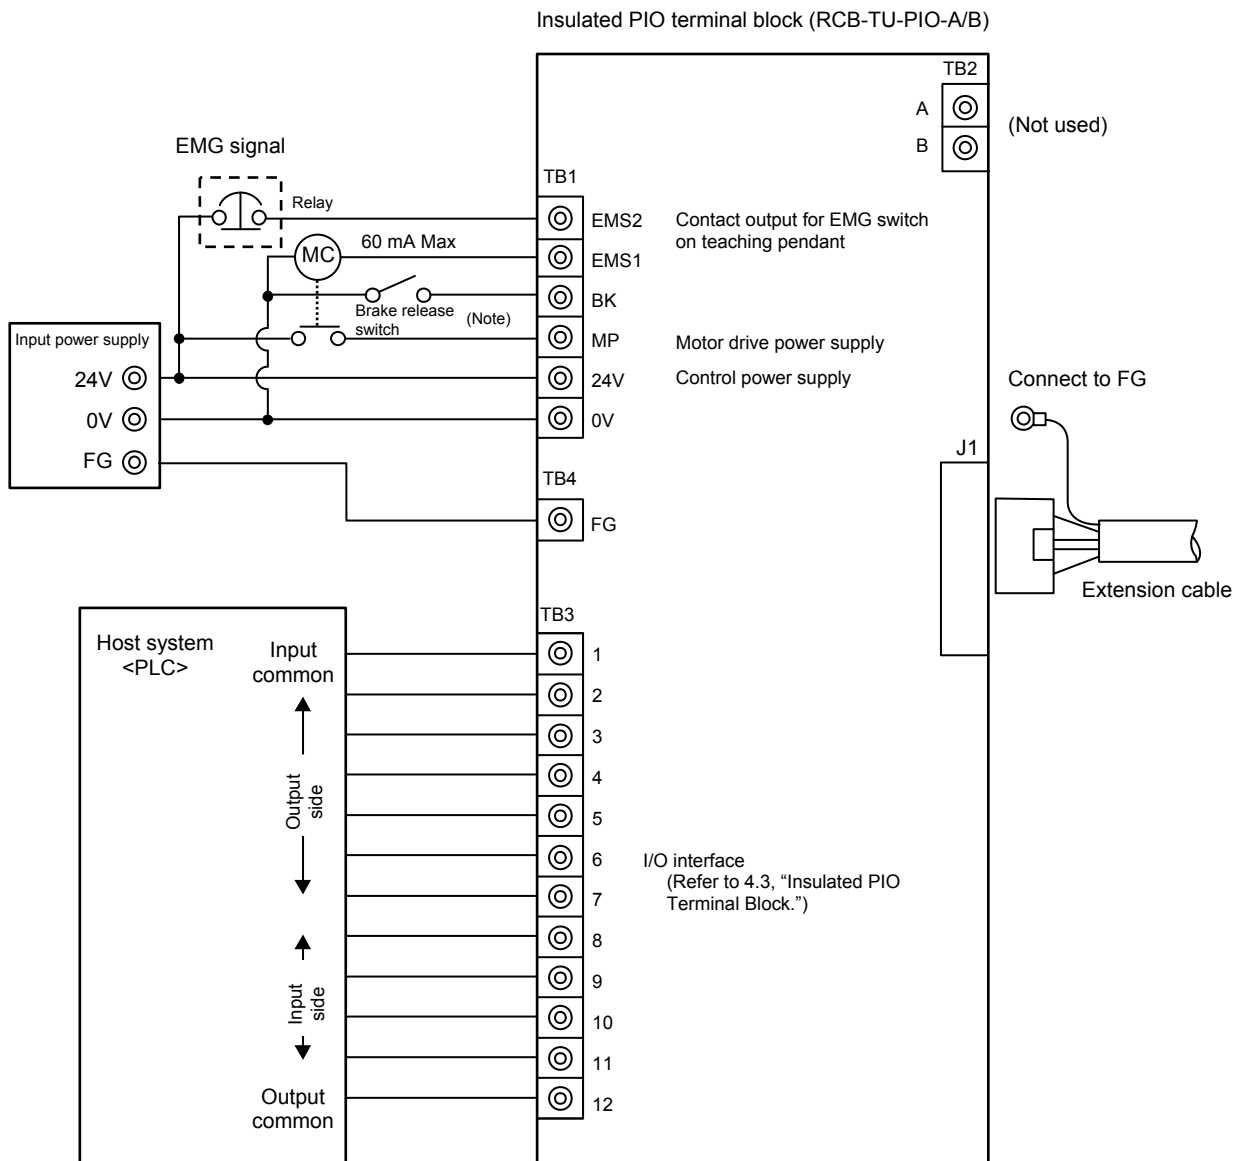 Insulated PIO terminal block (RCB-TU-PIO-A/B)
TB2
A
B
(Not used)
EMG signal
Relay
60 mA Max
MC
Brake release
switch
(Note)
TB1
EMS2
EMS1
BK
MP
24V
0V
Contact output for EMG switch
on teaching pendant
Motor drive power supply
Control power supply
Input power supply
24V
0V
FG
TB4
FG
Connect to FG
J1
Extension cable
Host system
<PLC>
Input
common
Output
side
Input
side
Output
common
TB3
1
2
3
4
5
6
7
8
9
10
11
12
I/O interface
(Refer to 4.3, “Insulated PIO
Terminal Block.”)